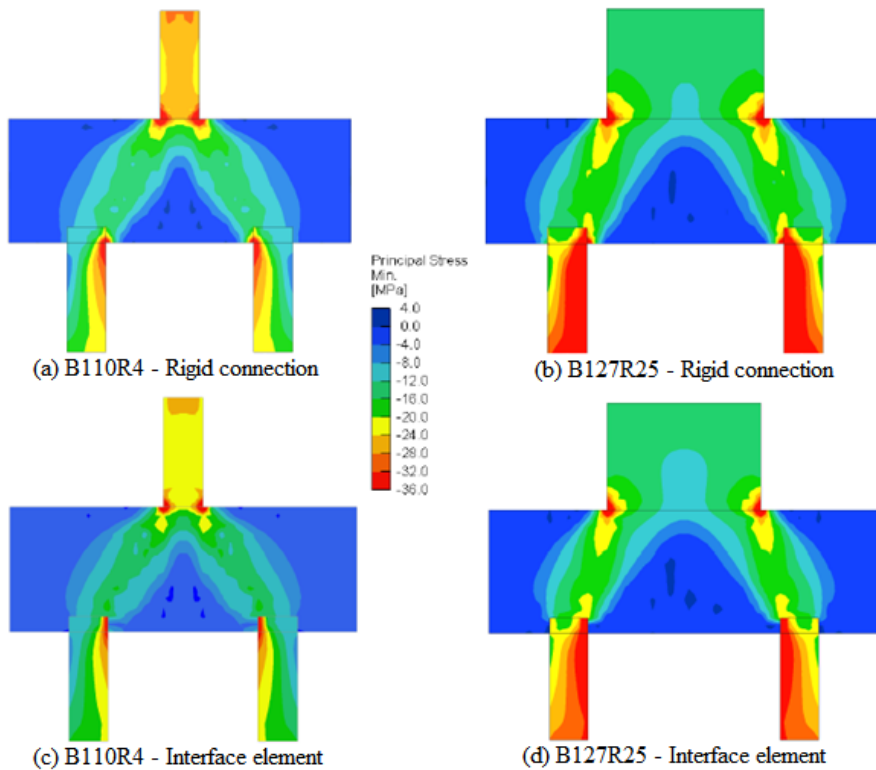 (a) B110R4 - Rigid connection
(b) B127R25 - Rigid connection
Principal Stress
Min.
[MPa]
4.0
0.0
-4.0
-8.0
-12.0
-16.0
-20.0
-24.0
-28.0
-32.0
-36.0
(c) B110R4 - Interface element
(d) B127R25 - Interface element